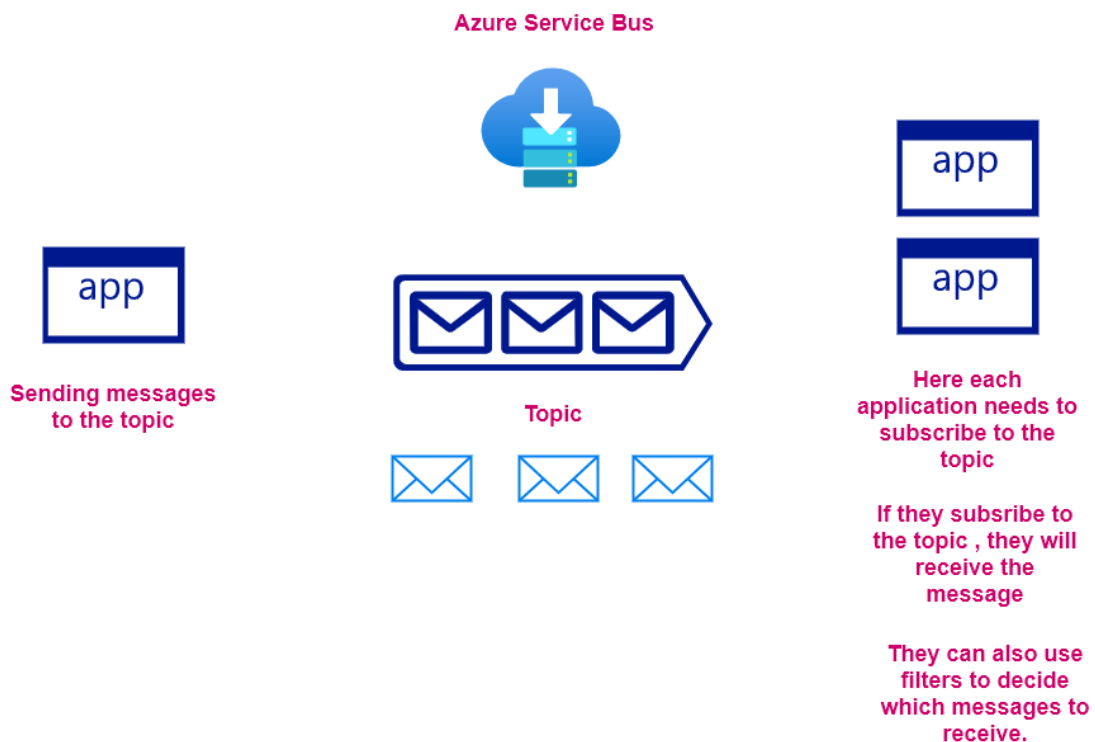 Azure Service Bus
app
app
app
Sending messages
to the topic
Topic
Here each
application needs to
subscribe to the
topic
If they subsribe to
the topic , they will
receive the
message
They can also use
filters to decide
which messages to
receive.